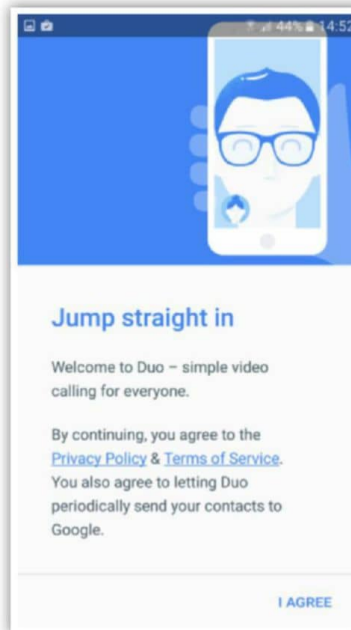 44% 14:52
Jump straight in
Welcome to Duo – simple video
calling for everyone.
By continuing, you agree to the
Privacy Policy & Terms of Service.
You also agree to letting Duo
periodically send your contacts to
Google.
I AGREE